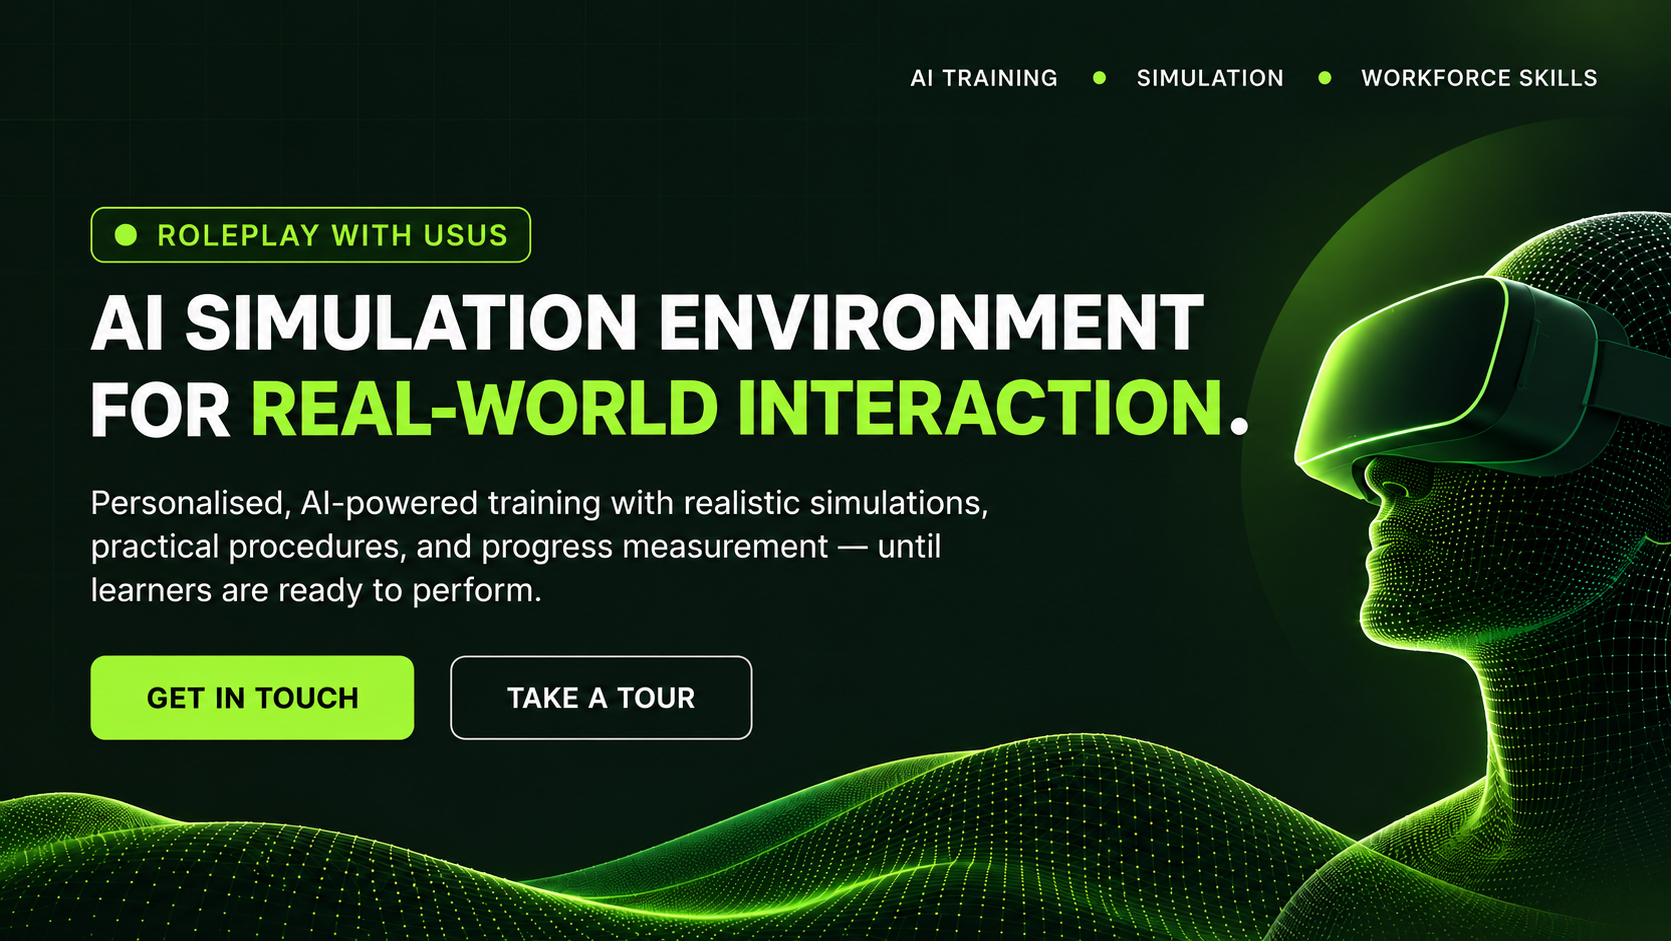 AI TRAINING ● SIMULATION ● WORKFORCE SKILLS
ROLEPLAY WITH USUS
AI SIMULATION ENVIRONMENT
FOR REAL-WORLD INTERACTION.
Personalised, AI-powered training with realistic simulations,
practical procedures, and progress measurement — until
learners are ready to perform.
GET IN TOUCH
TAKE A TOUR